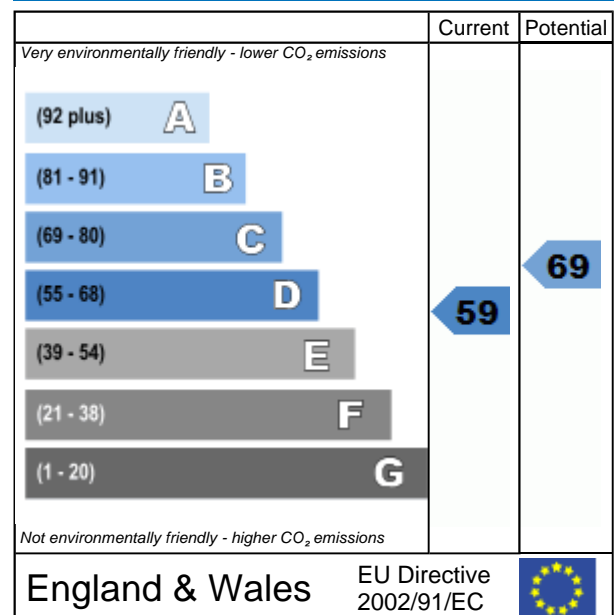 Current Potential
Very environmentally friendly - lower CO₂ emissions
(92 plus) A
(81 - 91) B
(69 - 80) C
(55 - 68) D
(39 - 54) E
(21 - 38) F
(1 - 20) G
59
69
Not environmentally friendly - higher CO₂ emissions
England & Wales
EU Directive
2002/91/EC